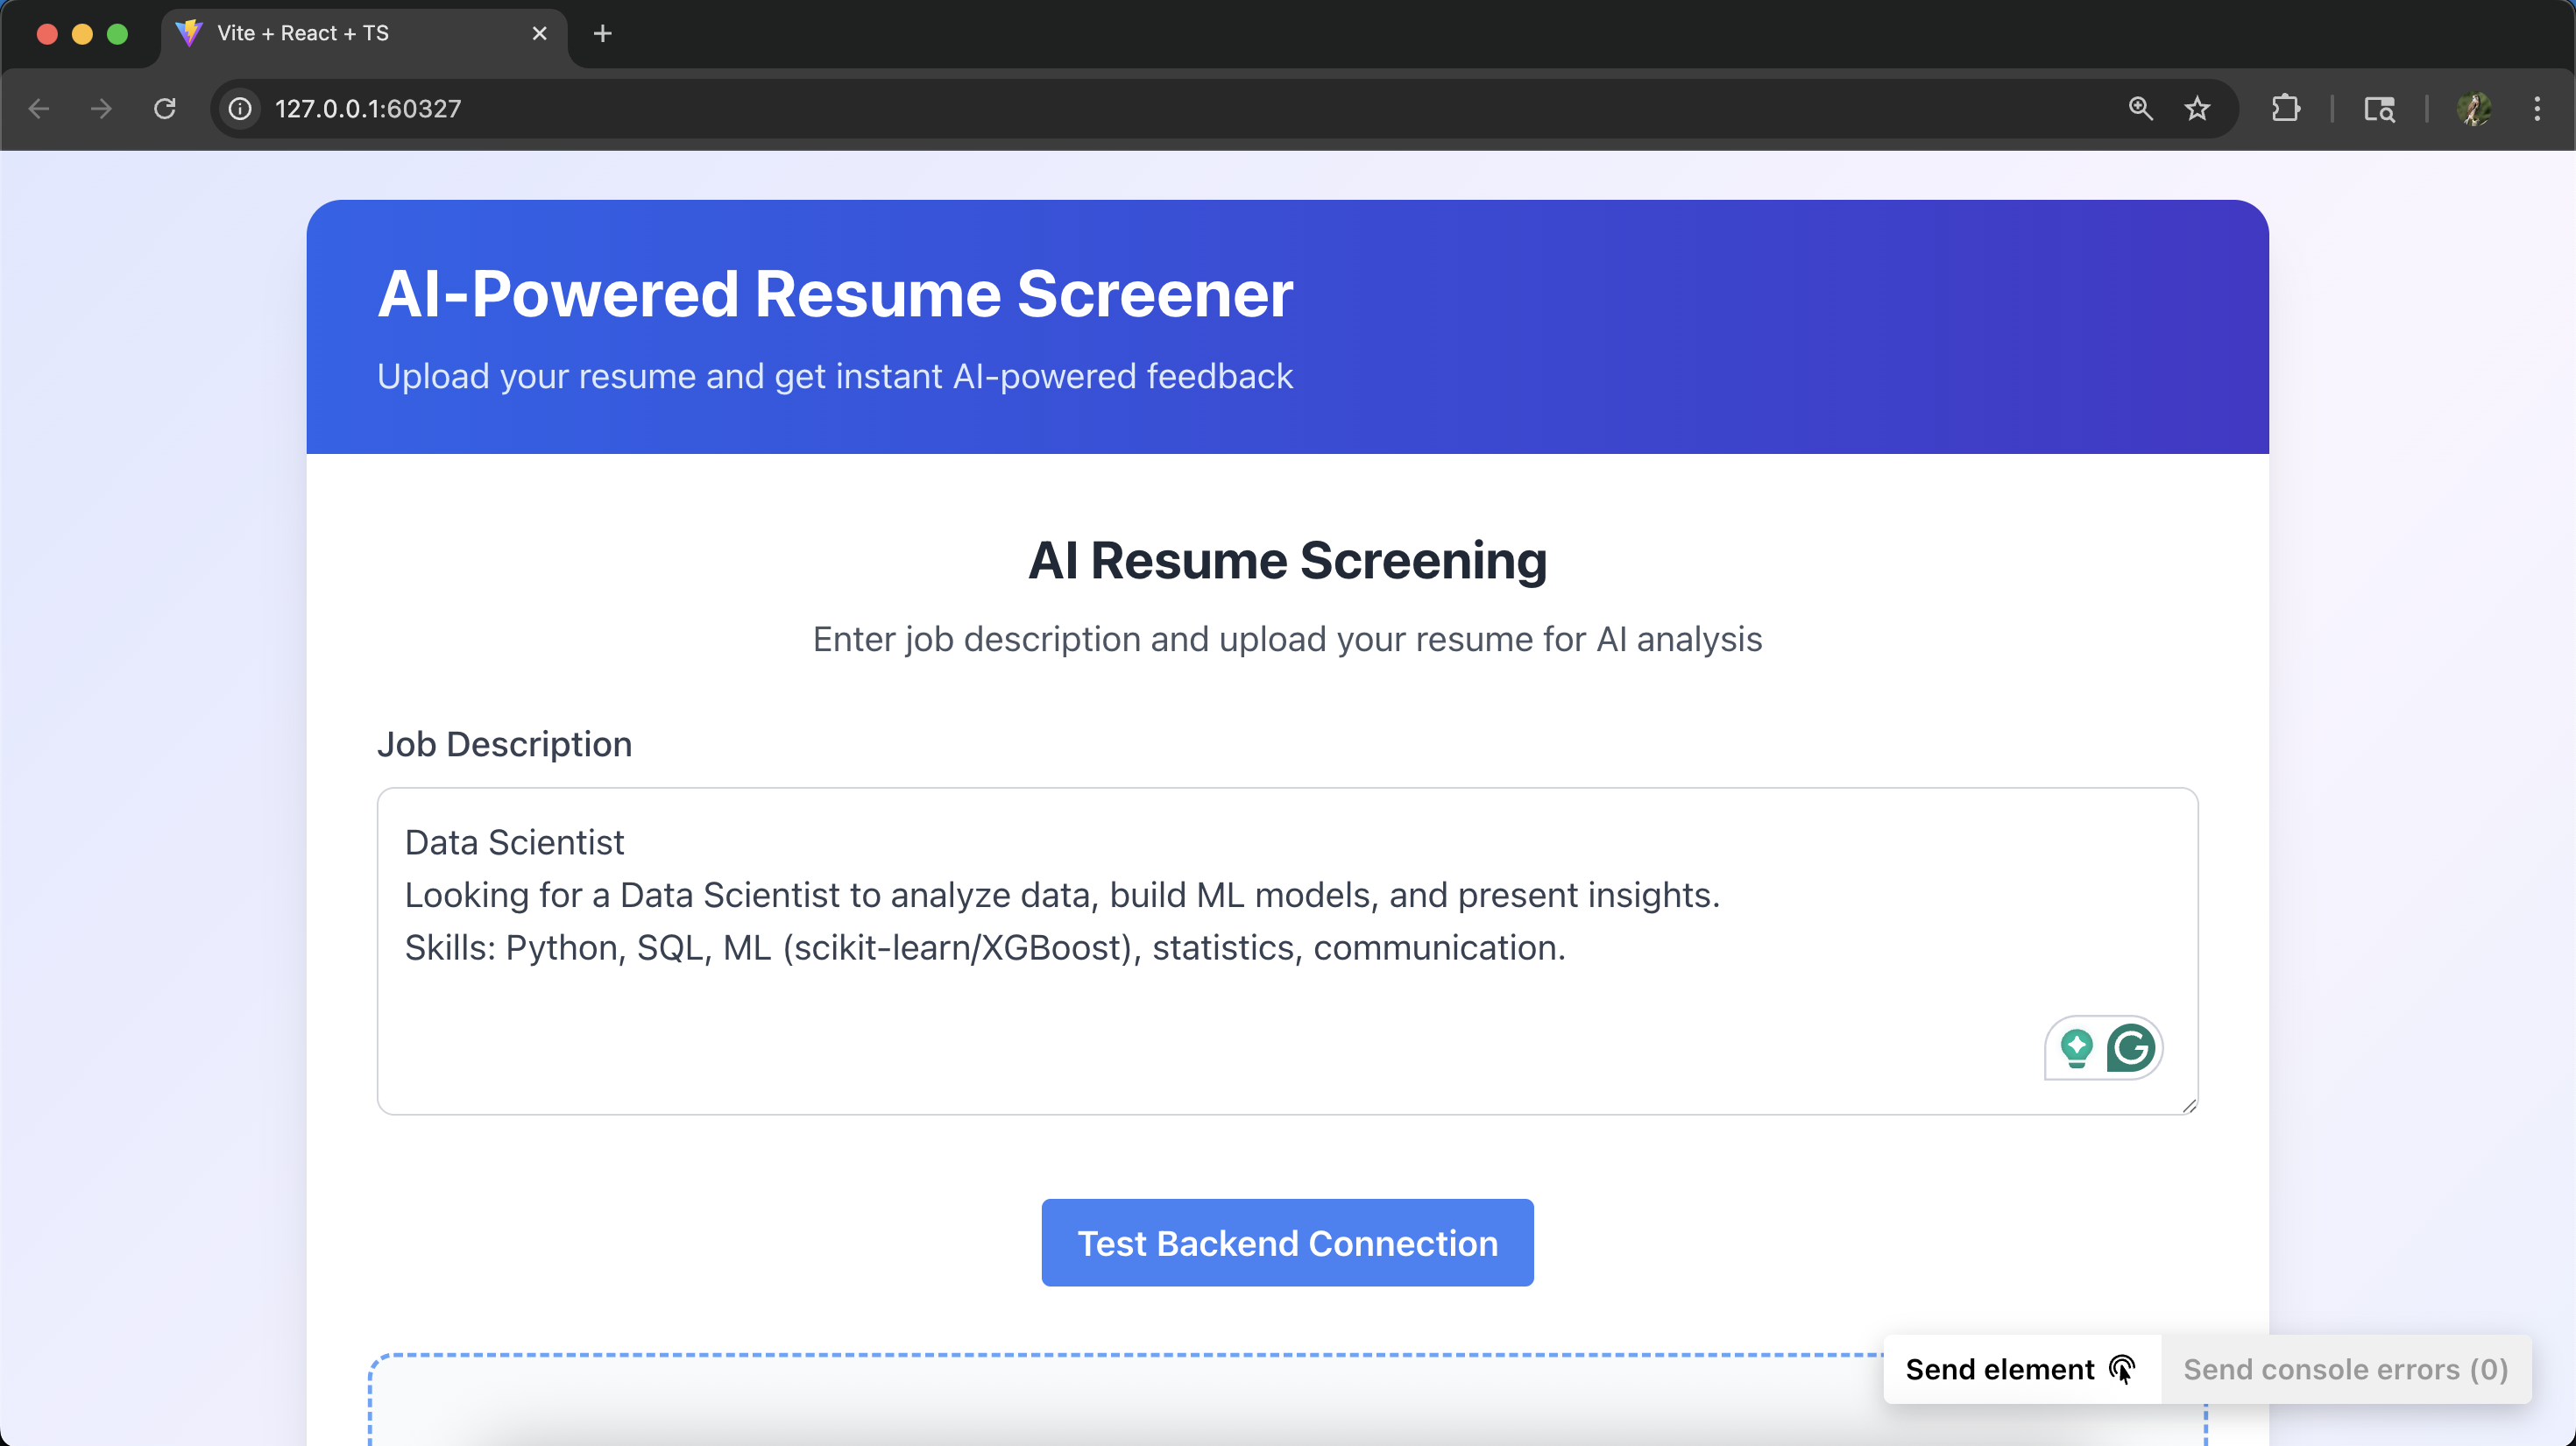 Vite + React + TS
127.0.0.1:60327
AI-Powered Resume Screener
Upload your resume and get instant AI-powered feedback
AI Resume Screening
Enter job description and upload your resume for AI analysis
Job Description
Data Scientist
Looking for a Data Scientist to analyze data, build ML models, and present insights.
Skills: Python, SQL, ML (scikit-learn/XGBoost), statistics, communication.
Test Backend Connection
Send element
Send console errors (0)